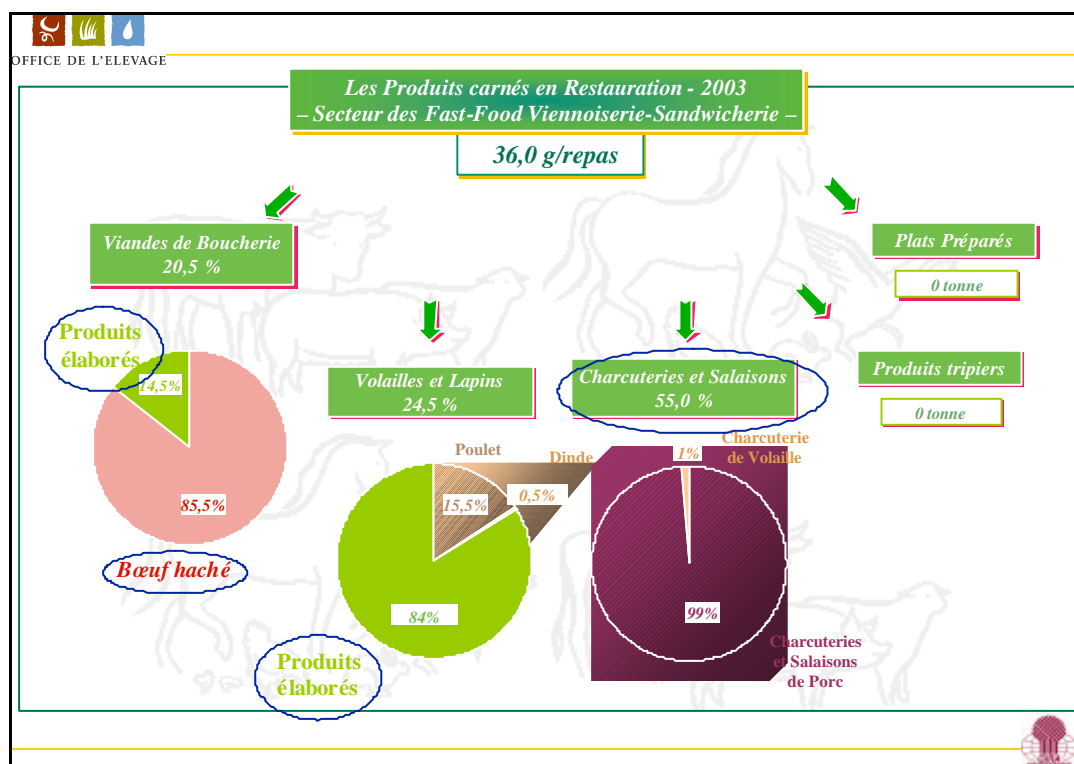 OFFICE DE L'ELEVAGE
Les Produits carnés en Restauration - 2003
– Secteur des Fast-Food Viennoiserie-Sandwicherie –
36,0 g/repas
Viandes de Boucherie
20,5 %
Plats Préparés
0 tonne
Produits
élaborés
14,5%
85,5%
Bœuf haché
Volailles et Lapins
24,5 %
Charcuteries et Salaisons
55,0 %
Produits tripiers
0 tonne
Poulet
Dinde
15,5%
0,5%
84%
Produits
élaborés
Charcuterie
de Volaille
1%
99%
Charcuteries
et Salaisons
de Porc